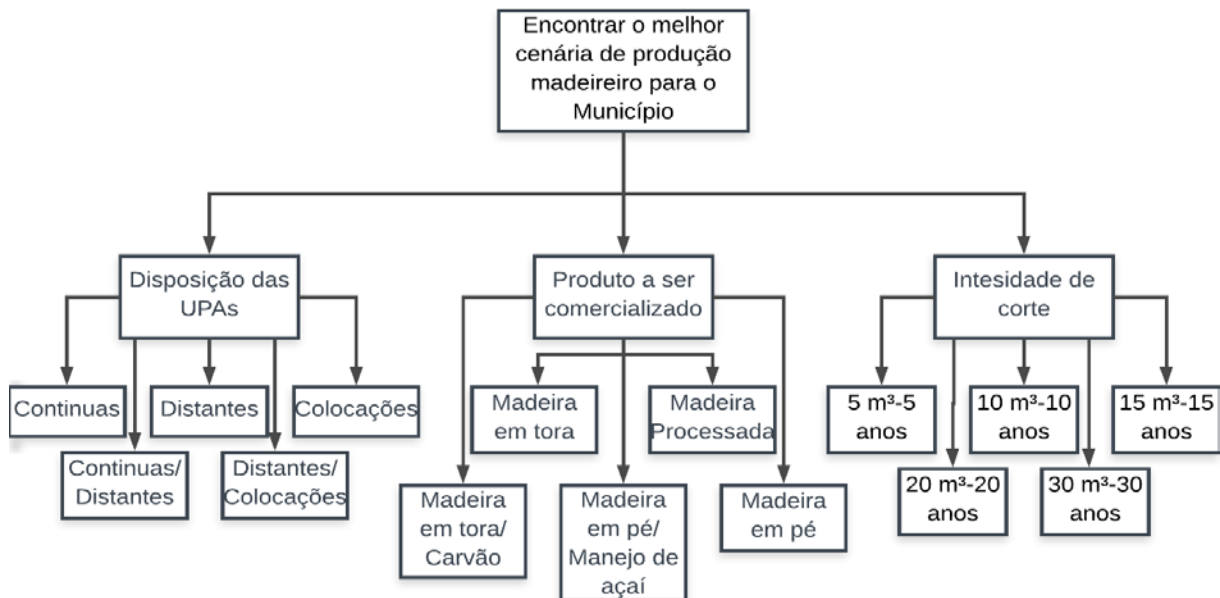 Encontrar o melhor
cenária de produção
madeireiro para o
Município
Disposição das
UPAs
Produto a ser
comercializado
Intesidade de
corte
Continuas
Distantes
Colocações
Continuas/
Distantes
Distantes/
Colocações
Madeira
em tora
Madeira
Processada
Madeira
em tora/
Carvão
Madeira
em pé/
Manejo de
açaí
Madeira
em pé
5 m³-5
anos
10 m³-10
anos
15 m³-15
anos
20 m³-20
anos
30 m³-30
anos